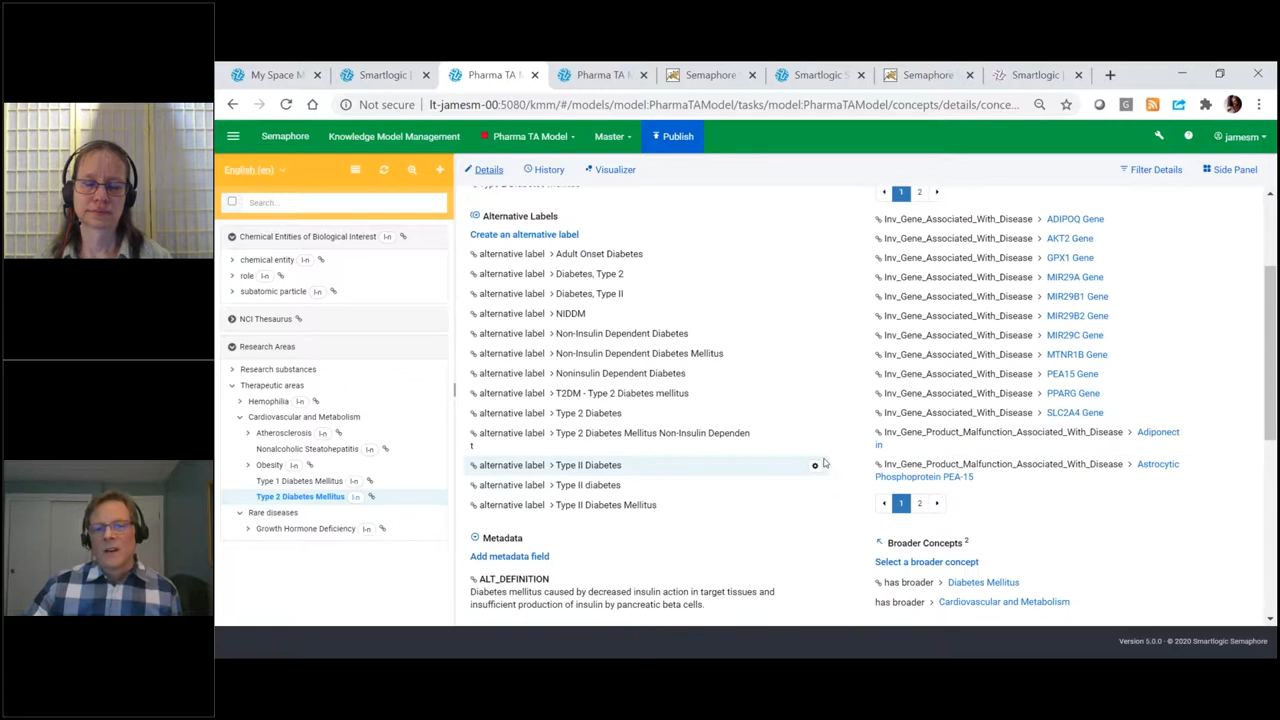 My Space M
Smartlogic |
Pharma TA M
Pharma TA M
Semaphore
Smartlogic S
Semaphore S
Smartlogic |
Not secure
lt-jamesm-00:5080/kmm/#/models/model:PharmaTAModel/tasks/model:PharmaTAModel/concepts/details/conce...
Semaphore
Knowledge Model Management
Pharma TA Model
Master
Publish
jamesm
English (en)
Details
History
Visualizer
Filter Details
Side Panel
Search...
Chemical Entities of Biological Interest l-n
chemical entity l-n
role l-n
subatomic particle l-n
NCI Thesaurus
Research Areas
Research substances
Therapeutic areas
Hemophilia l-n
Cardiovascular and Metabolism
Atherosclerosis l-n
Nonalcoholic Steatohepatitis l-n
Obesity l-n
Type 1 Diabetes Mellitus l-n
Type 2 Diabetes Mellitus l-n
Rare diseases
Growth Hormone Deficiency l-n
Alternative Labels
Create an alternative label
alternative label > Adult Onset Diabetes
alternative label > Diabetes, Type 2
alternative label > Diabetes, Type II
alternative label > NIDDM
alternative label > Non-Insulin Dependent Diabetes
alternative label > Non-Insulin Dependent Diabetes Mellitus
alternative label > Noninsulin Dependent Diabetes
alternative label > T2DM - Type 2 Diabetes mellitus
alternative label > Type 2 Diabetes
alternative label > Type 2 Diabetes Mellitus Non-Insulin Dependen
t
alternative label > Type II Diabetes
alternative label > Type II diabetes
alternative label > Type II Diabetes Mellitus
Metadata
Add metadata field
ALT_DEFINITION
Diabetes mellitus caused by decreased insulin action in target tissues and
insufficient production of insulin by pancreatic beta cells.
1 2
Inv_Gene_Associated_With_Disease > ADIPOQ Gene
Inv_Gene_Associated_With_Disease > AKT2 Gene
Inv_Gene_Associated_With_Disease > GPX1 Gene
Inv_Gene_Associated_With_Disease > MIR29A Gene
Inv_Gene_Associated_With_Disease > MIR29B1 Gene
Inv_Gene_Associated_With_Disease > MIR29B2 Gene
Inv_Gene_Associated_With_Disease > MIR29C Gene
Inv_Gene_Associated_With_Disease > MTNR1B Gene
Inv_Gene_Associated_With_Disease > PEA15 Gene
Inv_Gene_Associated_With_Disease > PPARG Gene
Inv_Gene_Associated_With_Disease > SLC2A4 Gene
Inv_Gene_Product_Malfunction_Associated_With_Disease > Adiponect
in
Inv_Gene_Product_Malfunction_Associated_With_Disease > Astrocytic
Phosphoprotein PEA-15
1 2
Broader Concepts 2
Select a broader concept
has broader > Diabetes Mellitus
has broader > Cardiovascular and Metabolism
Version 5.0.0 - © 2020 Smartlogic Semaphore